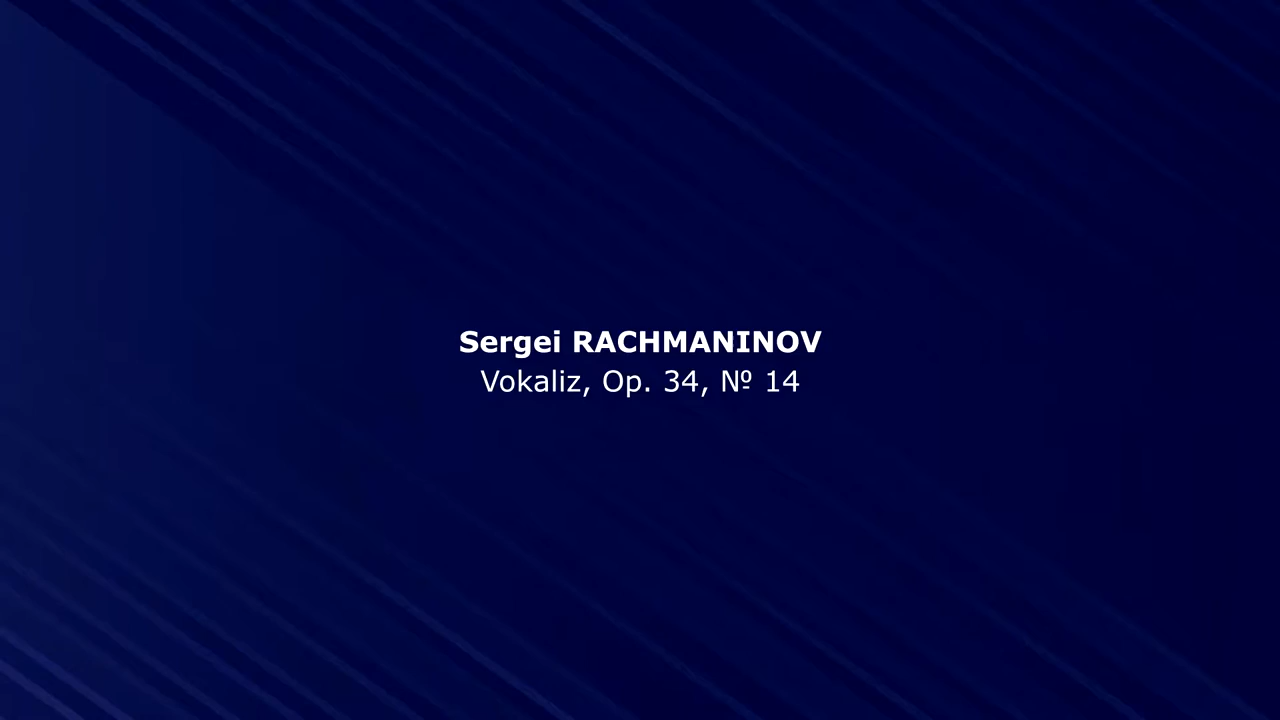 Sergei RACHMANINOV
Vokaliz, Op. 34, № 14